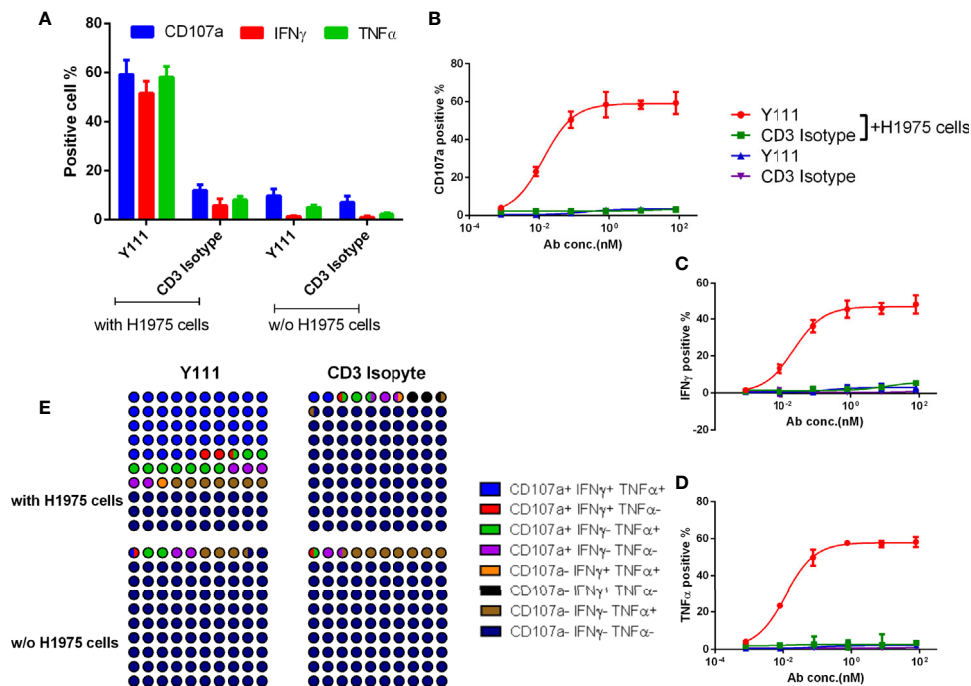 A
CD107a IFNγ TNFα
Positive cell %
80
60
40
20
0
Y111
CD3 Isotype
Y111
CD3 Isotype
with H1975 cells
w/o H1975 cells
B
CD107a positive %
80
60
40
20
0
10-4 10-2 100 102
Ab conc.(nM)
Y111
CD3 Isotype
+H1975 cells
Y111
CD3 Isotype
C
IFNγ positive %
60
40
20
0
-20
10-2 100 102
Ab conc.(nM)
E
Y111
CD3 Isopyte
with H1975 cells
w/o H1975 cells
CD107a+ IFNγ+ TNFα+
CD107a+ IFNγ+ TNFα-
CD107a+ IFNγ- TNFα+
CD107a+ IFNγ- TNFα-
CD107a- IFNγ+ TNFα+
CD107a- IFNγ+ TNFα-
CD107a- IFNγ- TNFα+
CD107a- IFNγ- TNFα-
D
TNFα positive %
80
60
40
20
0
10-4 10-2 100 102
Ab conc.(nM)